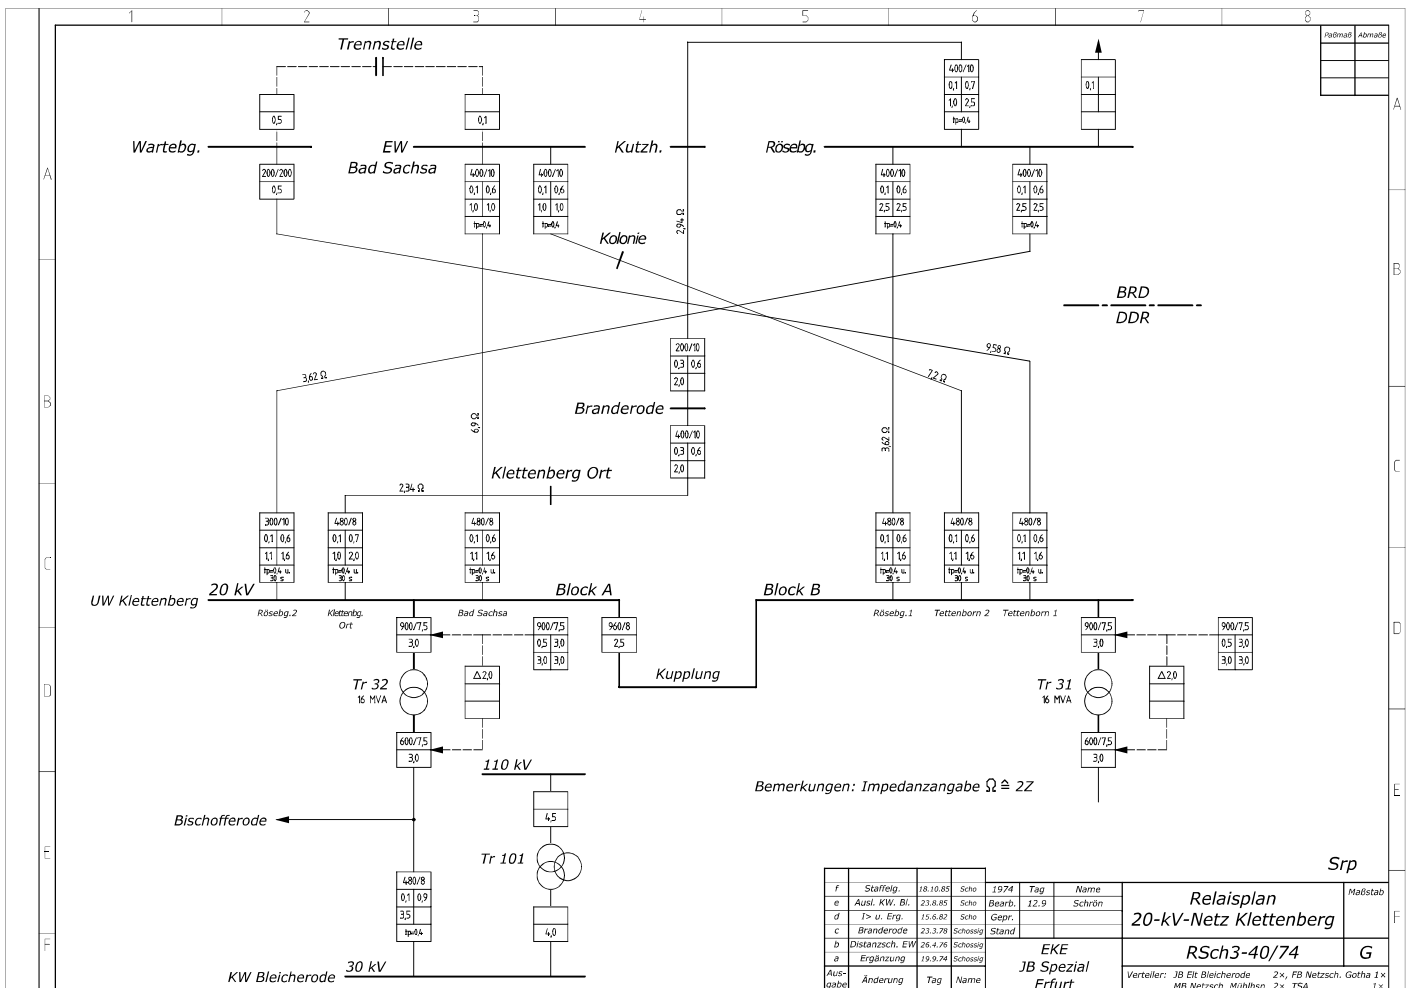 1 2 3 4 5 6 7 8
Trennstelle
Paßmaß Abmaße
400/10
0,1 0,7
1,0 2,5
tp=0,4
0,1
0,5
0,1
A
A
Wartebg.
EW
Bad Sachsa
Kutzh.
Rösebg.
200/200
0,5
400/10
0,1 0,6
1,0 1,0
tp=0,4
400/10
0,1 0,6
1,0 1,0
tp=0,4
400/10
0,1 0,6
2,5 2,5
tp=0,4
400/10
0,1 0,6
2,5 2,5
tp=0,4
2,94 Ω
Kolonie
B
BRD
DDR
200/10
0,3 0,6
2,0
9,58 Ω
3,62 Ω
7,2 Ω
B
Branderode
6,9 Ω
400/10
0,3 0,6
2,0
3,62 Ω
C
Klettenberg Ort
2,34 Ω
300/10
0,1 0,6
1,1 1,6
tp=0,4 u.
30 s
480/8
0,1 0,7
1,0 2,0
tp=0,4 u.
30 s
480/8
0,1 0,6
1,1 1,6
tp=0,4 u.
30 s
480/8
0,1 0,6
1,1 1,6
tp=0,4 u.
30 s
480/8
0,1 0,6
1,1 1,6
tp=0,4 u.
30 s
480/8
0,1 0,6
1,1 1,6
tp=0,4 u.
30 s
C
UW Klettenberg 20 kV
Block A
Block B
Rösebg.2
Klettenbg.
Ort
Bad Sachsa
Rösebg.1
Tettenborn 2
Tettenborn 1
D
900/7,5
3,0
900/7,5
0,5 3,0
3,0 3,0
960/8
2,5
900/7,5
3,0
900/7,5
0,5 3,0
3,0 3,0
Kupplung
D
Tr 32
16 MVA
Δ2,0
Tr 31
16 MVA
Δ2,0
600/7,5
3,0
600/7,5
3,0
110 kV
Bemerkungen: Impedanzangabe Ω ≙ 2Z
E
4,5
Bischofferode
E
Tr 101
Srp
480/8
0,1 0,9
3,5
tp=0,4
4,0
F
F
30 kV
KW Bleicherode
f Staffelg. 18.10.85 Scho 1974 Tag Name
e Ausl. KW. Bl. 23.8.85 Scho Bearb. 12.9 Schrön
d I> u. Erg. 15.6.82 Scho Gepr.
c Branderode 23.3.78 Schossig Stand
b Distanzsch. EW 26.4.76 Schossig
a Ergänzung 19.9.74 Schossig
Aus-
gabe Änderung Tag Name
EKE
JB Spezial
Erfurt
Relaisplan
20-kV-Netz Klettenberg
Maßstab
RSch3-40/74 G
Verteiler: JB Elt Bleicherode 2×, FB Netzsch. Gotha 1×
MB Netzsch. Mühlhsn. 2×, TSA 1×